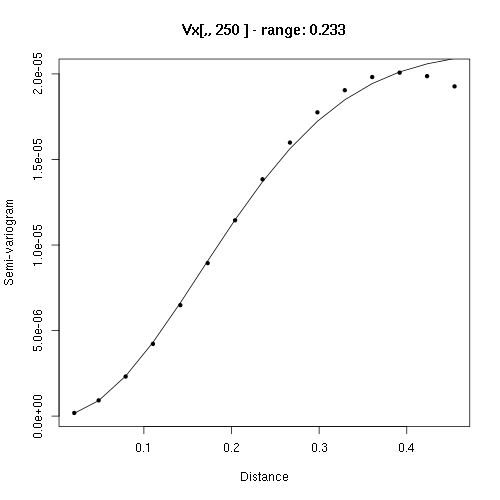 Vx[,, 250 ] - range: 0.233
Semi-variogram
2.0e-05
1.5e-05
1.0e-05
5.0e-06
0.0e+00
0.1 0.2 0.3 0.4
Distance